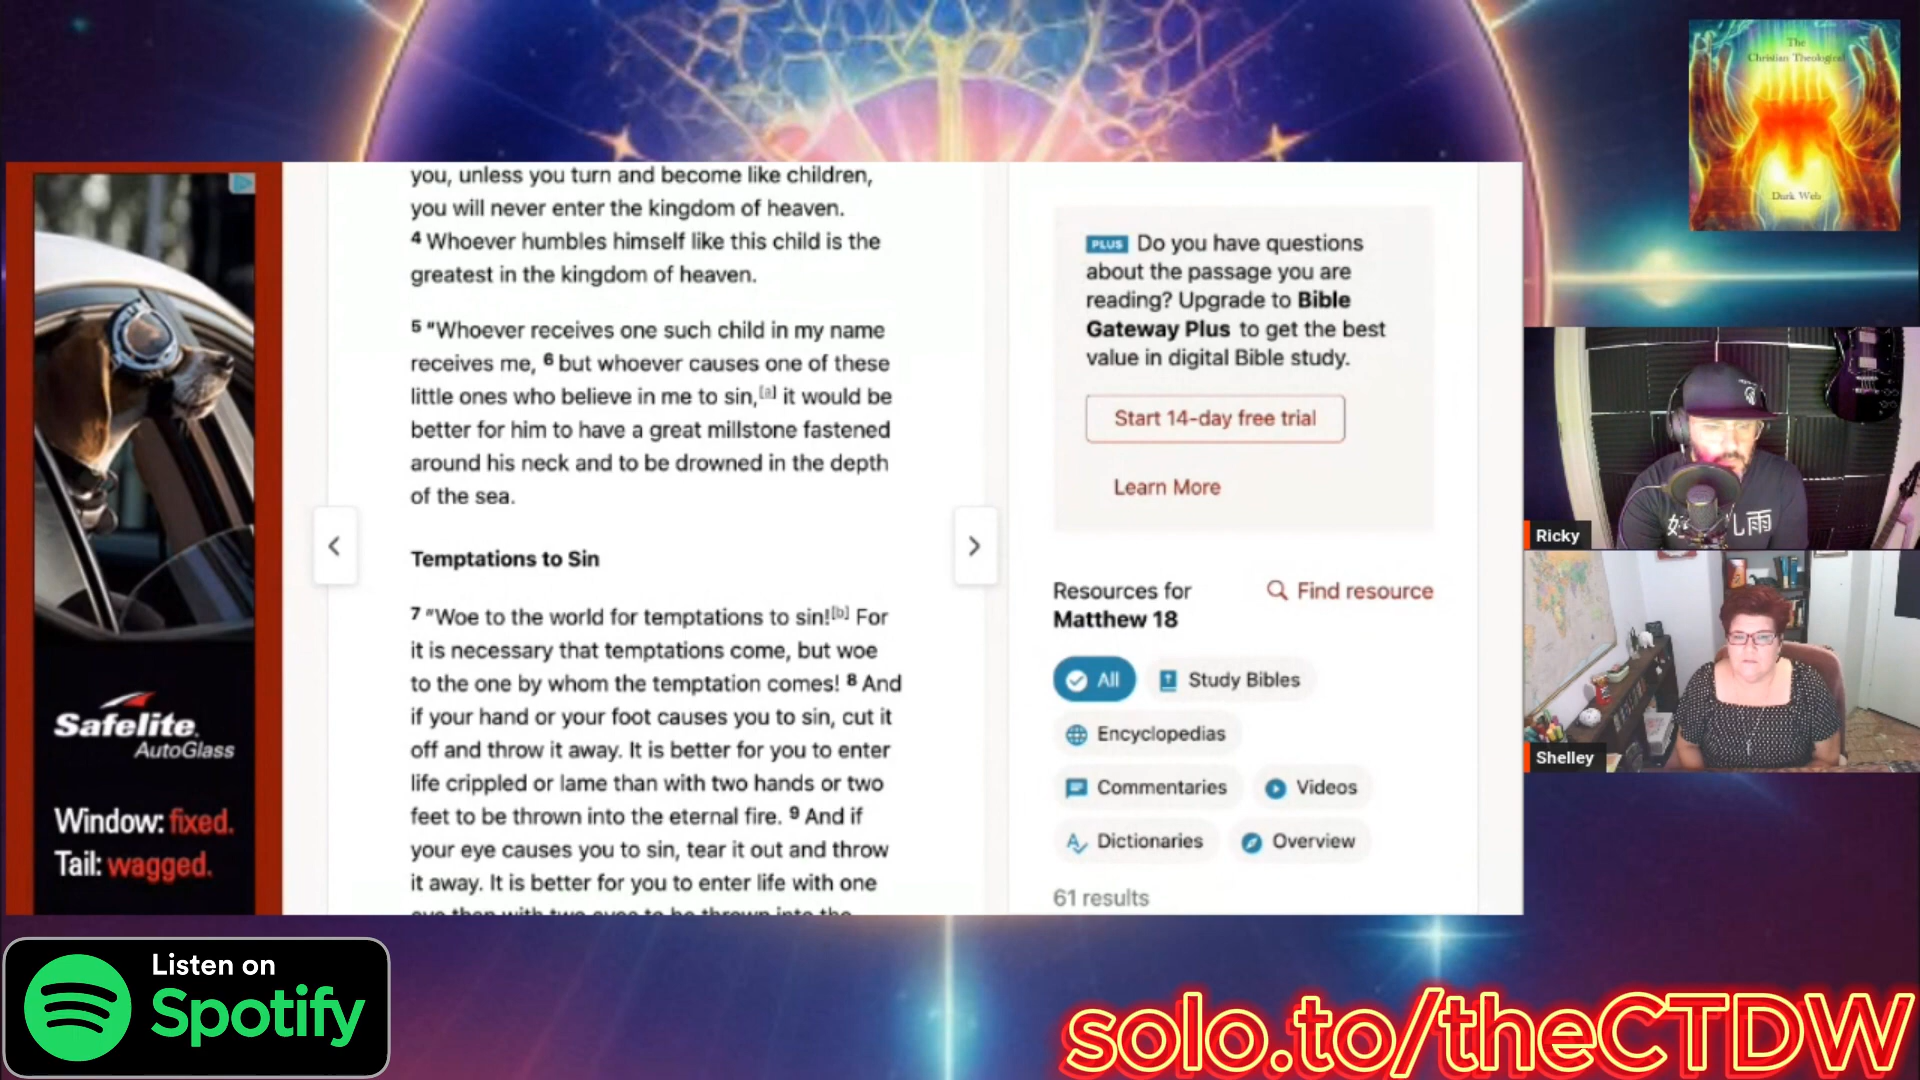 The
Christian Theological
Dark Web
you, unless you turn and become like children,
you will never enter the kingdom of heaven.
4 Whoever humbles himself like this child is the
greatest in the kingdom of heaven.
5 "Whoever receives one such child in my name
receives me, 6 but whoever causes one of these
little ones who believe in me to sin,[a] it would be
better for him to have a great millstone fastened
around his neck and to be drowned in the depth
of the sea.
Temptations to Sin
7 "Woe to the world for temptations to sin![b] For
it is necessary that temptations come, but woe
to the one by whom the temptation comes! 8 And
if your hand or your foot causes you to sin, cut it
off and throw it away. It is better for you to enter
life crippled or lame than with two hands or two
feet to be thrown into the eternal fire. 9 And if
your eye causes you to sin, tear it out and throw
it away. It is better for you to enter life with one
eye than with two eyes to be thrown into the
PLUS Do you have questions
about the passage you are
reading? Upgrade to Bible
Gateway Plus to get the best
value in digital Bible study.
Start 14-day free trial
Learn More
Resources for
Matthew 18
Find resource
All
Study Bibles
Encyclopedias
Commentaries
Videos
Dictionaries
Overview
61 results
Safelite.
AutoGlass
Window: fixed.
Tail: wagged.
雨
Ricky
Shelley
Listen on
Spotify
solo.to/theCTDW